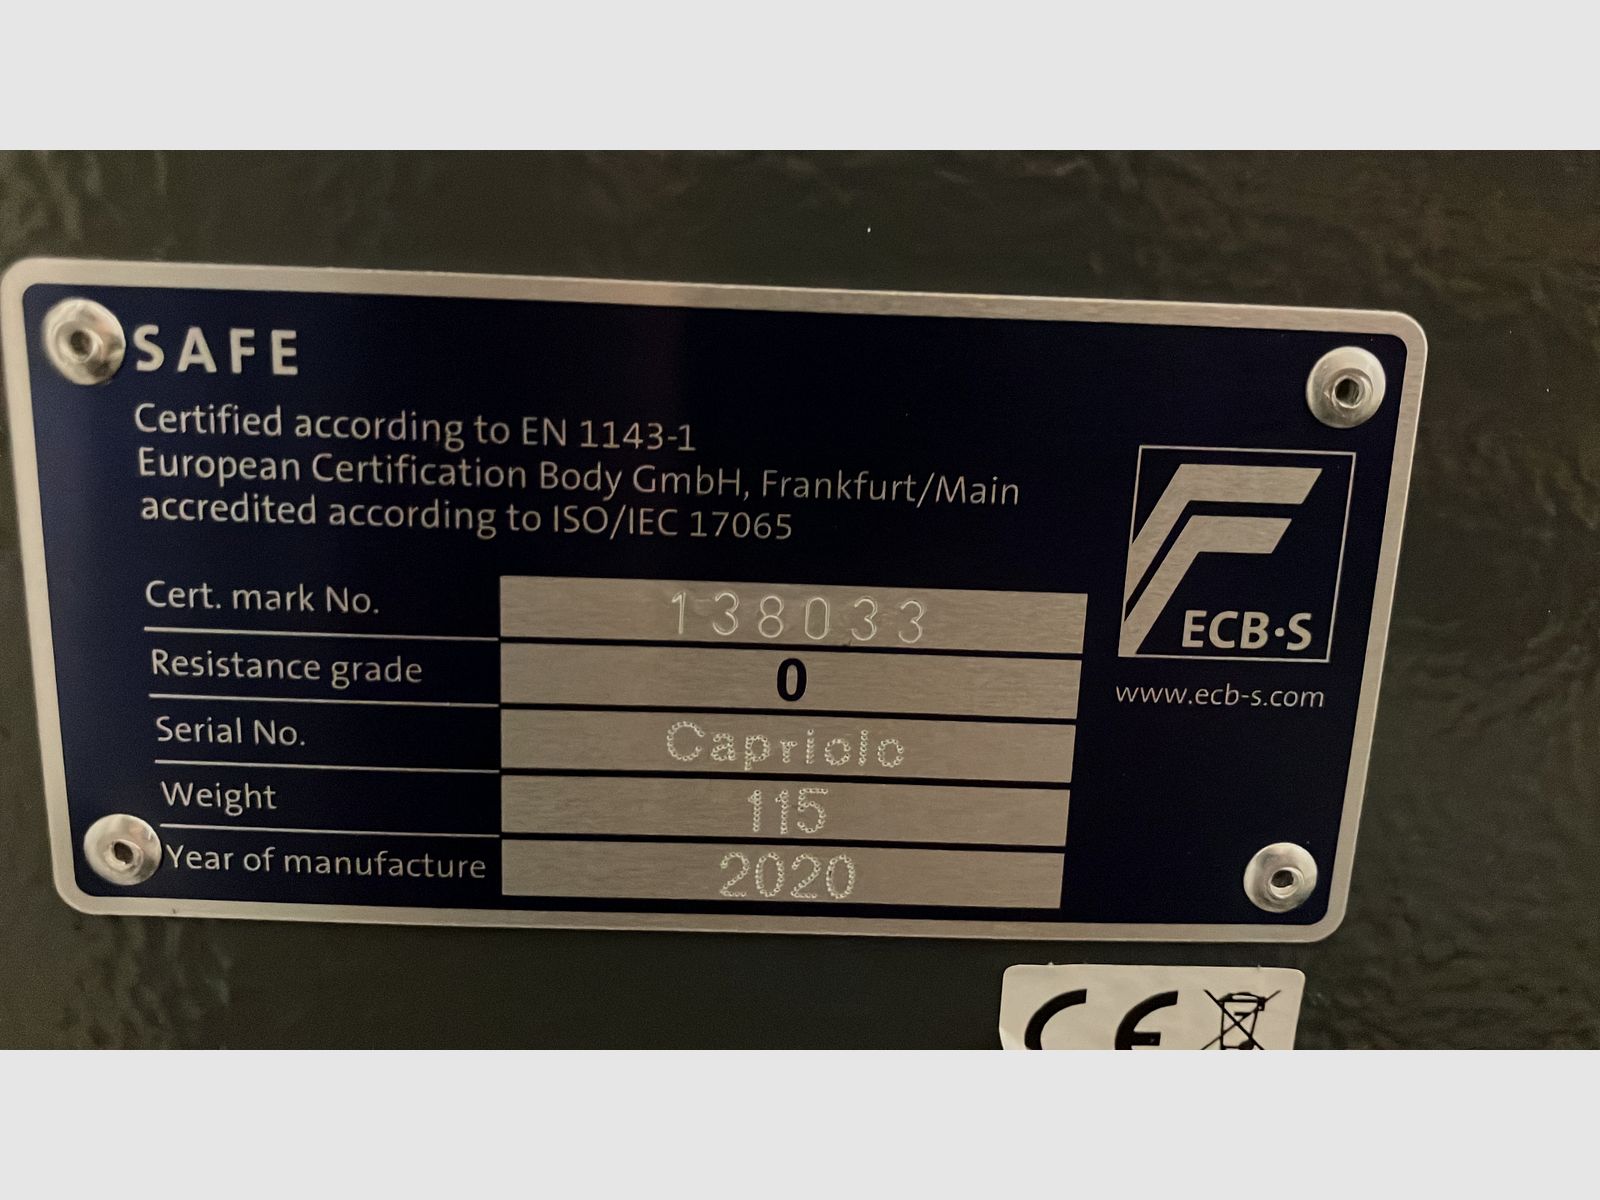 SAFE
Certified according to EN 1143-1
European Certification Body GmbH, Frankfurt/Main
accredited according to ISO/IEC 17065
ECB·S
www.ecb-s.com
Cert. mark No. 138033
Resistance grade 0
Serial No. Capriolo
Weight 115
Year of manufacture 2020
CE